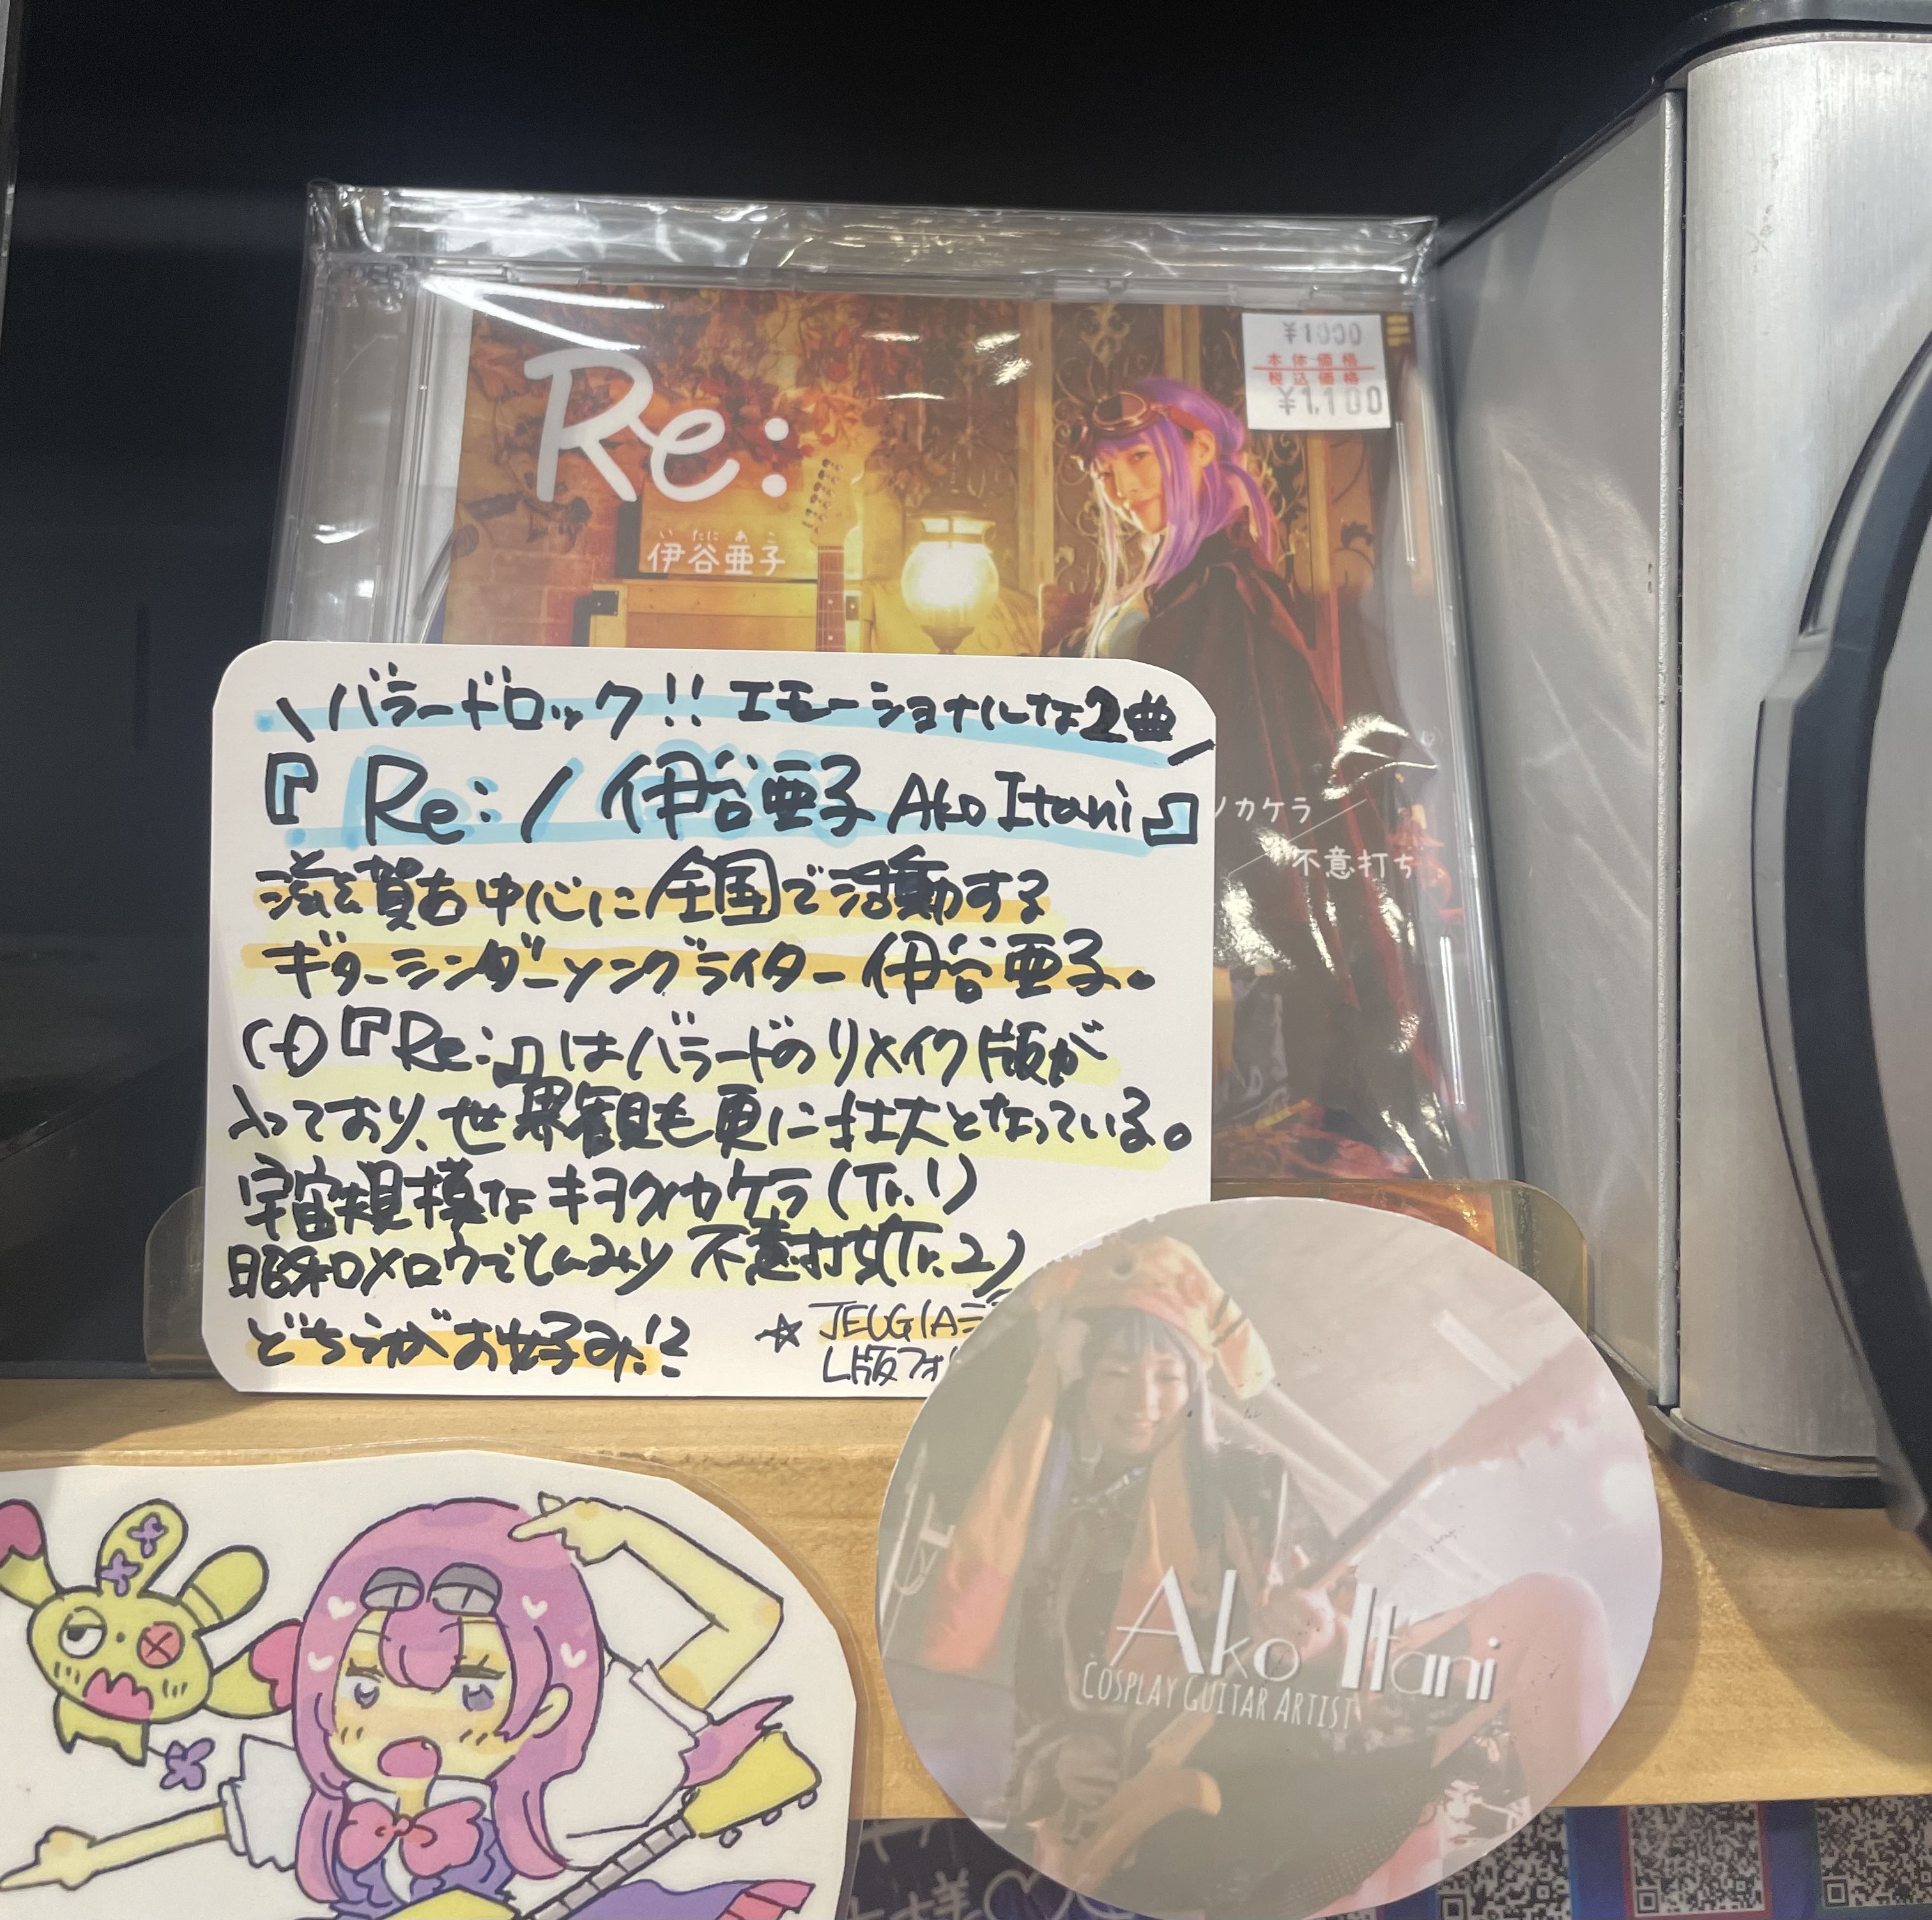 Re:
いたにあこ
伊谷亜子
¥1000
本体価格
税込価格
¥1,100
ノカケラ
不意打ち
\バラードロック!! エモーショナルな2曲/
『Re: / 伊谷亜子 Ako Itani』
滋賀を中心に全国で活動する
ギターシンガーソングライター伊谷亜子。
CD『Re:』はバラードのリメイク版が
入っており、世界観も更に壮大となっている。
宇宙規模なキヨクノカケラ(Tr.1)
昭和メロウでしんみり不意打ち(Tr.2)
どちらがお好み!?
☆JEUGIA三
L版フォ
Ako Itani
COSPLAY GUITAR ARTIST